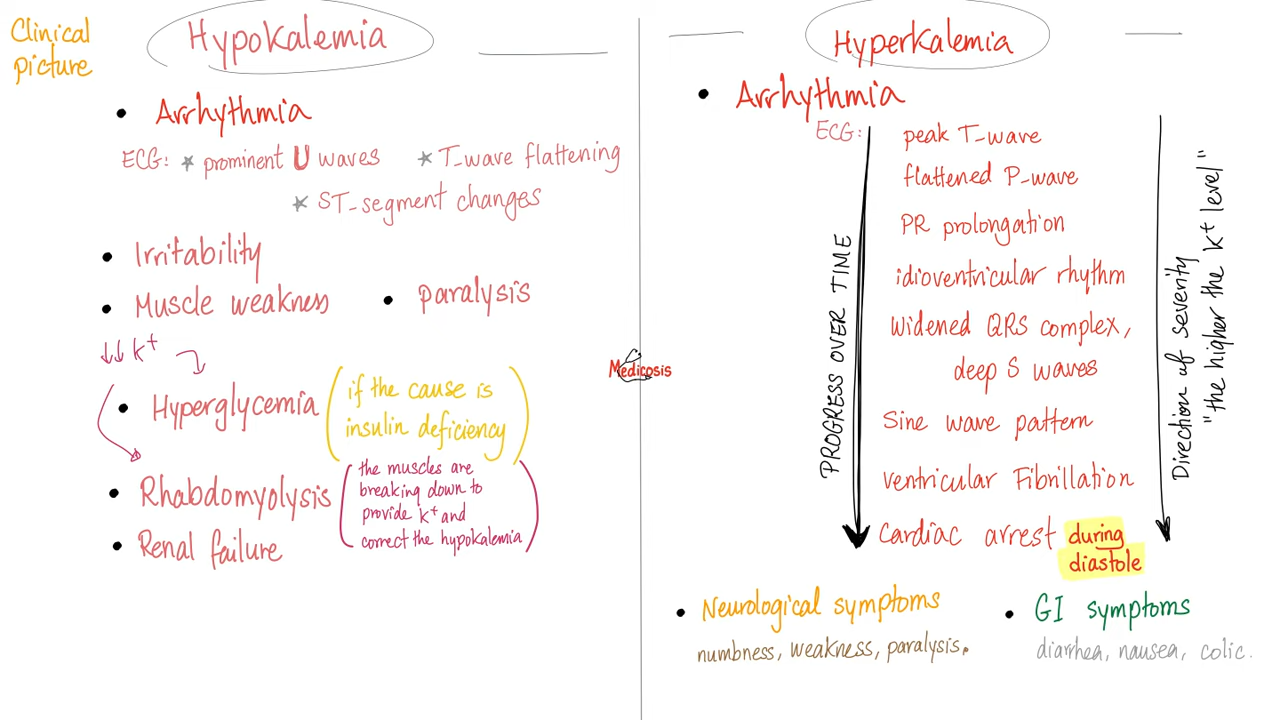 Clinical
picture
Hypokalemia
• Arrhythmia
ECG: * prominent U waves * T-wave flattening
* ST-segment changes
• Irritability
• Muscle weakness • paralysis
↓↓ K+
• Hyperglycemia (if the cause is
insulin deficiency)
• Rhabdomyolysis (the muscles are
breaking down to
provide K+ and
correct the hypokalemia)
• Renal failure
Medicosis
Hyperkalemia
• Arrhythmia
ECG: peak T-wave
flattened P-wave
PR prolongation
idioventricular rhythm
Widened QRS complex,
deep S waves
Sine wave pattern
ventricular Fibrillation
Cardiac arrest during
diastole
PROGRESS OVER TIME
Direction of severity
"the higher the K+ level"
• Neurological symptoms
numbness, weakness, paralysis.
• GI symptoms
diarrhea, nausea, colic.